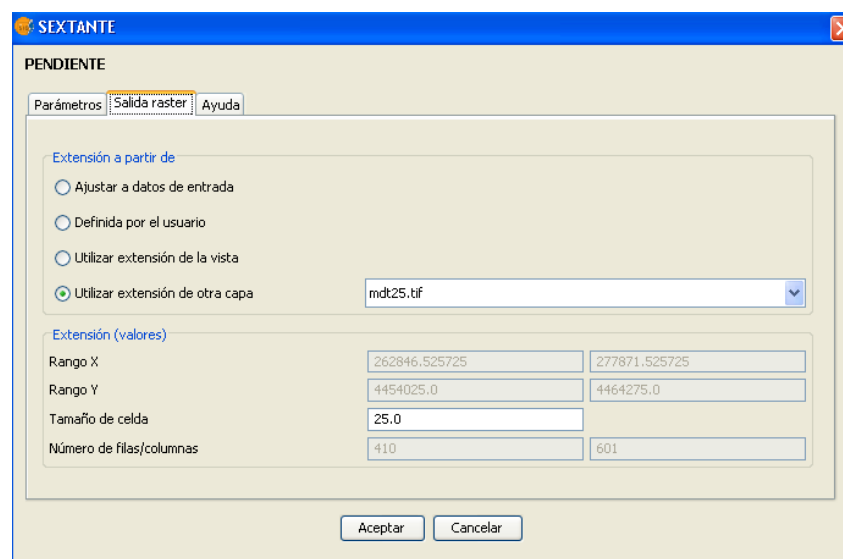 SEXTANTE
PENDIENTE
Parámetros Salida raster Ayuda
Extensión a partir de
Ajustar a datos de entrada
Definida por el usuario
Utilizar extensión de la vista
Utilizar extensión de otra capa mdt25.tif
Extensión (valores)
Rango X 262846.525725 277871.525725
Rango Y 4454025.0 4464275.0
Tamaño de celda 25.0
Número de filas/columnas 410 601
Aceptar Cancelar